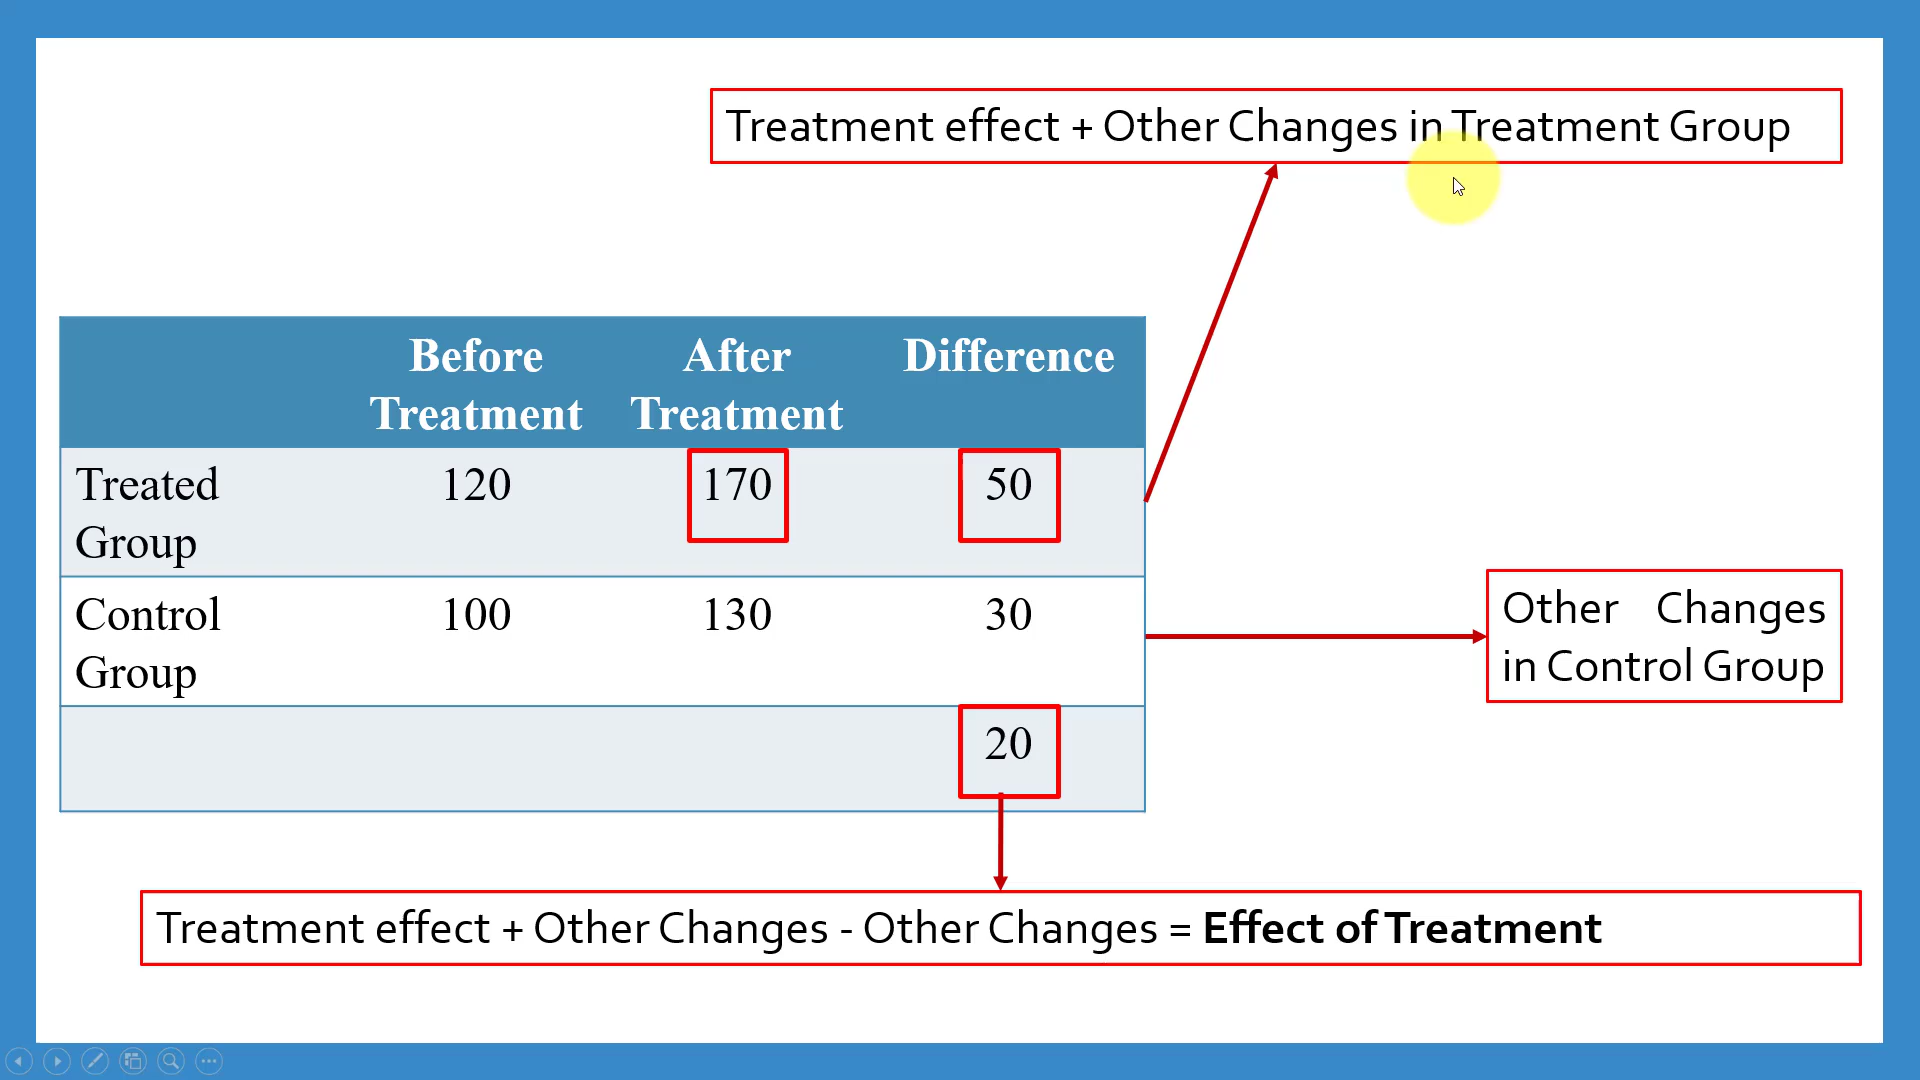 Treatment effect + Other Changes in Treatment Group
Before After Difference
Treatment Treatment
Treated 120 170 50
Group
Control 100 130 30
Group
Other Changes
in Control Group
20
Treatment effect + Other Changes - Other Changes = Effect of Treatment